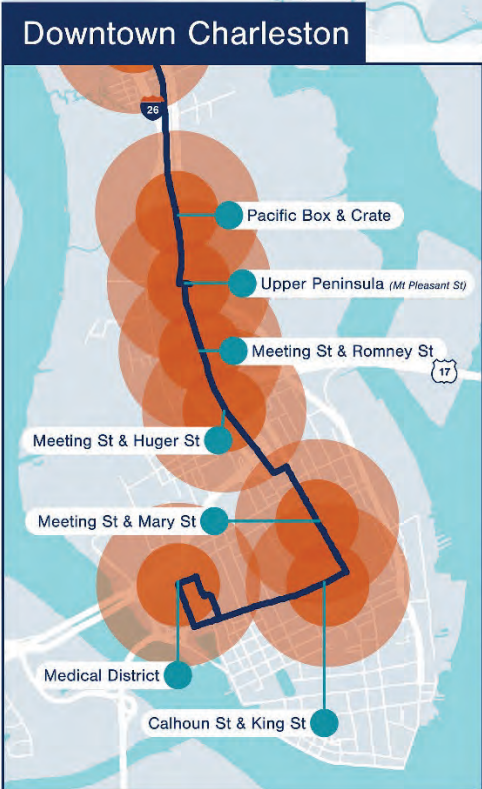 Downtown Charleston
26
Pacific Box & Crate
Upper Peninsula (Mt Pleasant St)
Meeting St & Romney St
17
Meeting St & Huger St
Meeting St & Mary St
Medical District
Calhoun St & King St